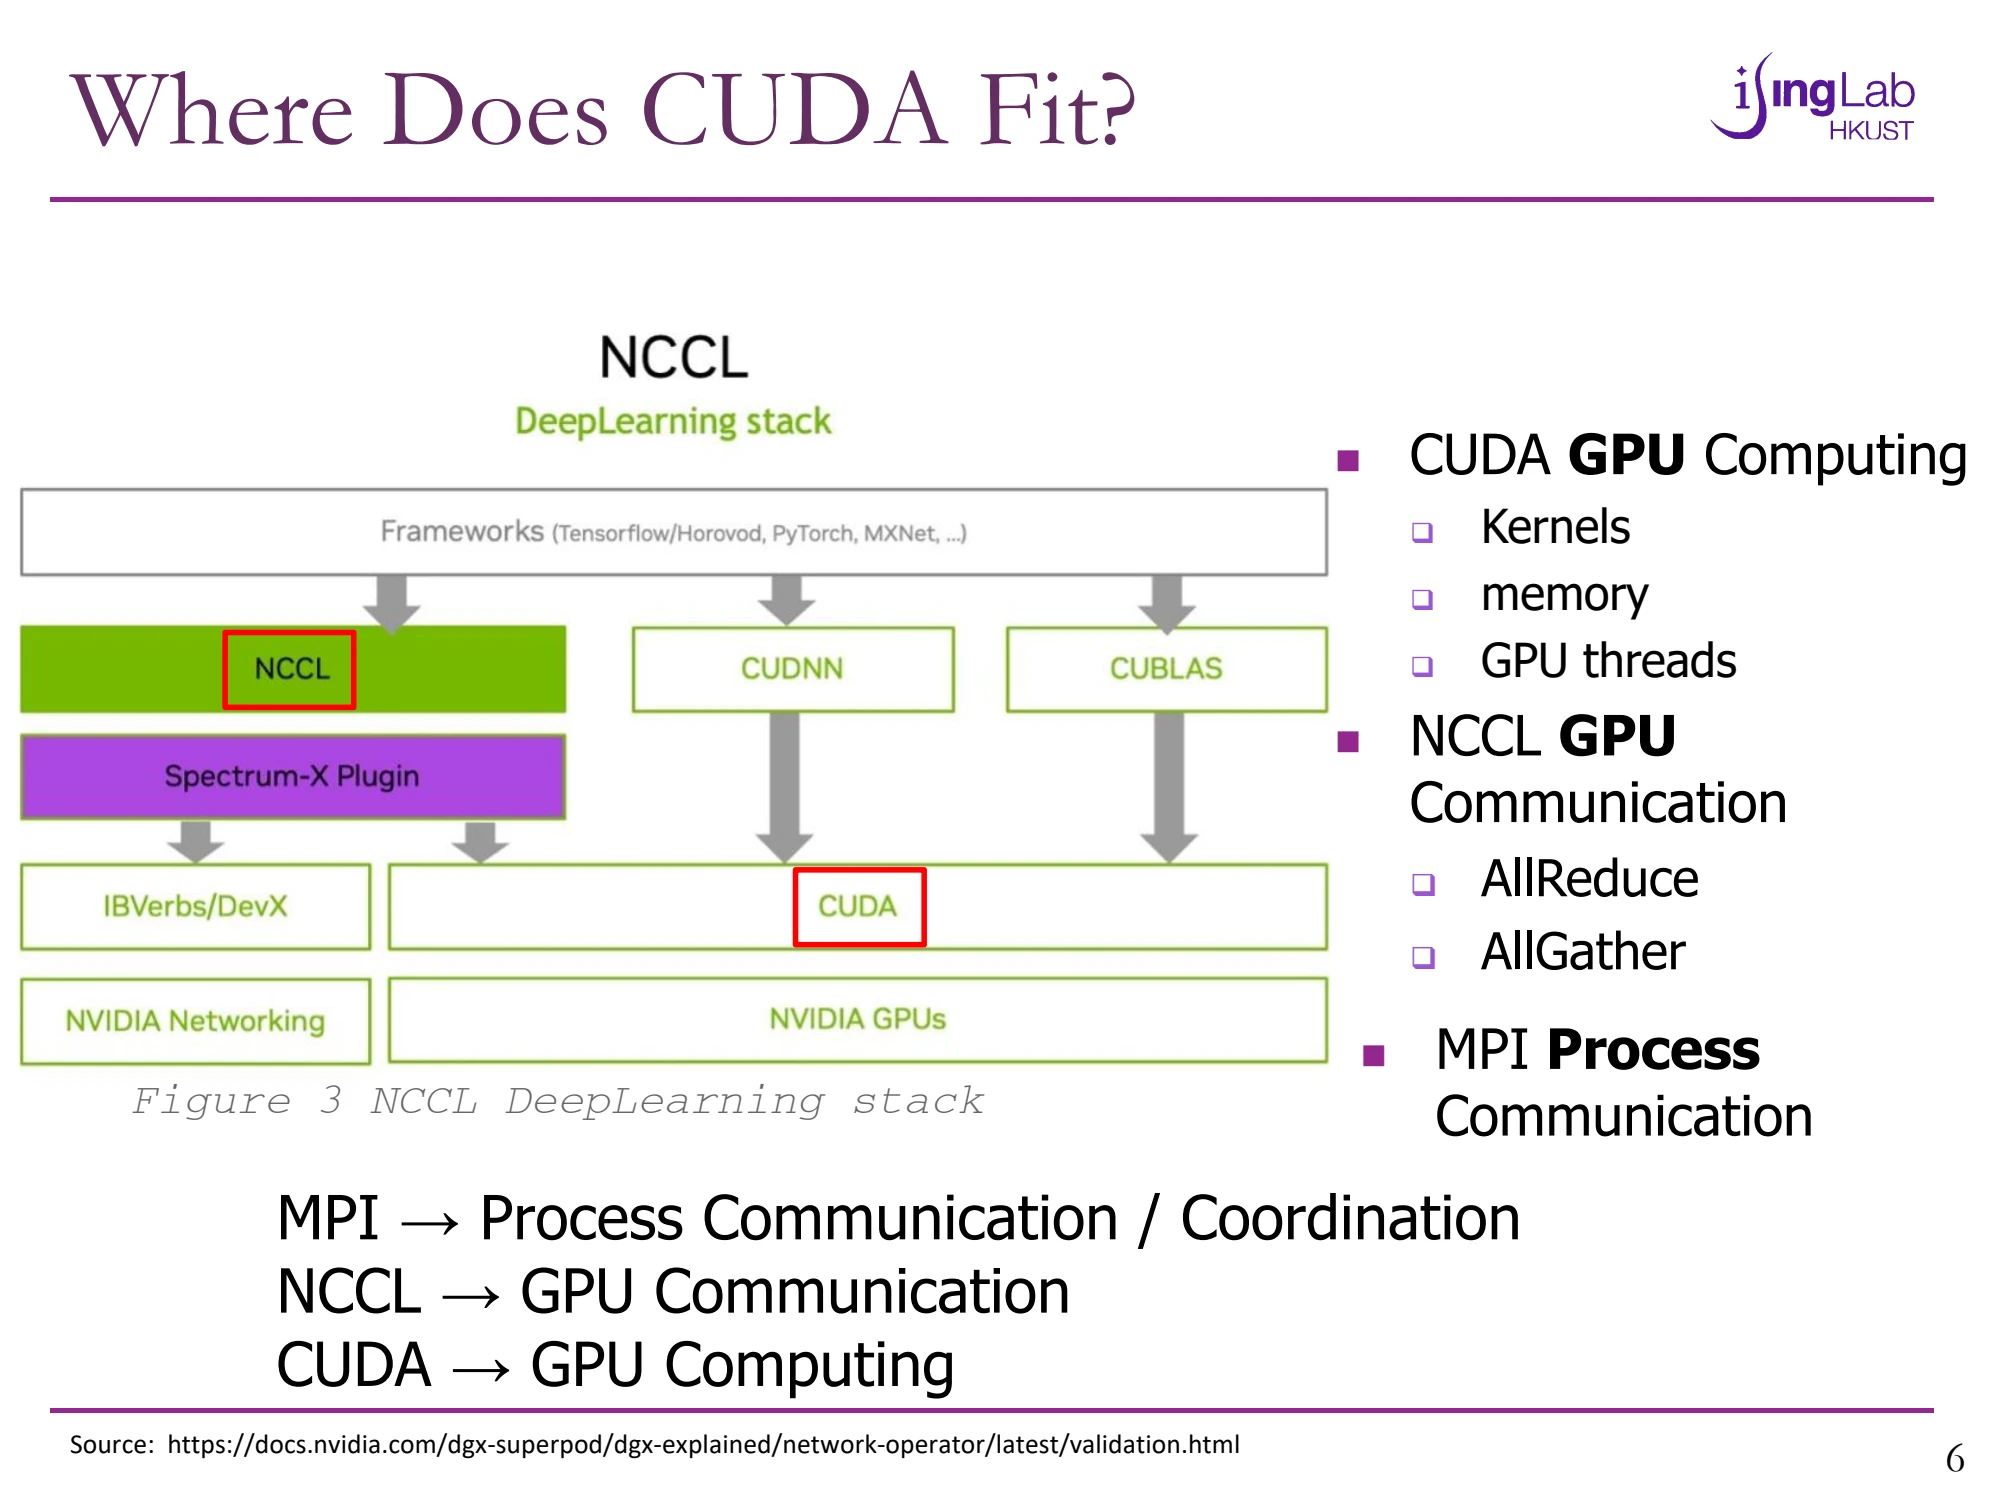 Where Does CUDA Fit?
isingLab
HKUST
NCCL
DeepLearning stack
Frameworks (Tensorflow/Horovod, PyTorch, MXNet, ...)
NCCL
CUDNN
CUBLAS
Spectrum-X Plugin
IBVerbs/DevX
CUDA
NVIDIA Networking
NVIDIA GPUs
Figure 3 NCCL DeepLearning stack
CUDA GPU Computing
Kernels
memory
GPU threads
NCCL GPU
Communication
AllReduce
AllGather
MPI Process
Communication
MPI → Process Communication / Coordination
NCCL → GPU Communication
CUDA → GPU Computing
Source: https://docs.nvidia.com/dgx-superpod/dgx-explained/network-operator/latest/validation.html
6